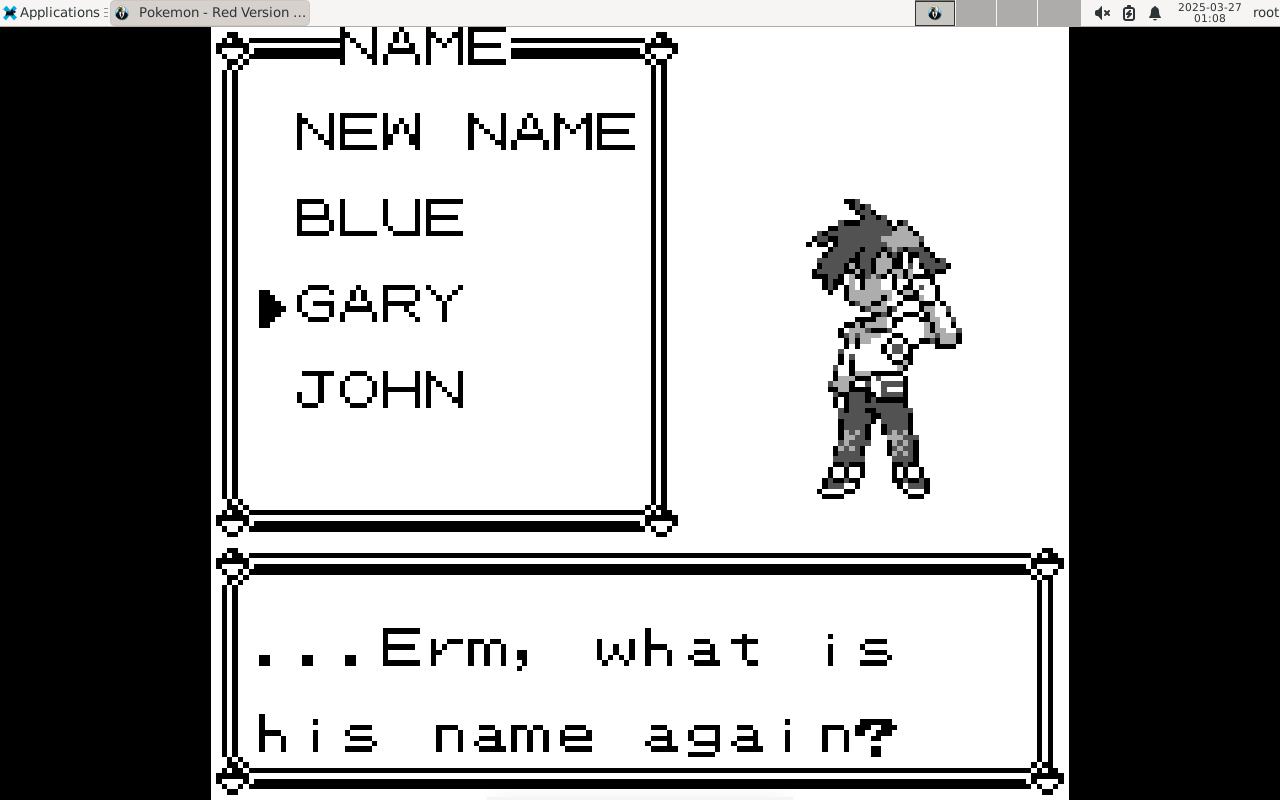 Applications
Pokemon - Red Version ...
2025-03-27
01:08
root
NAME
NEW NAME
BLUE
GARY
JOHN
...Erm, what is
his name again?